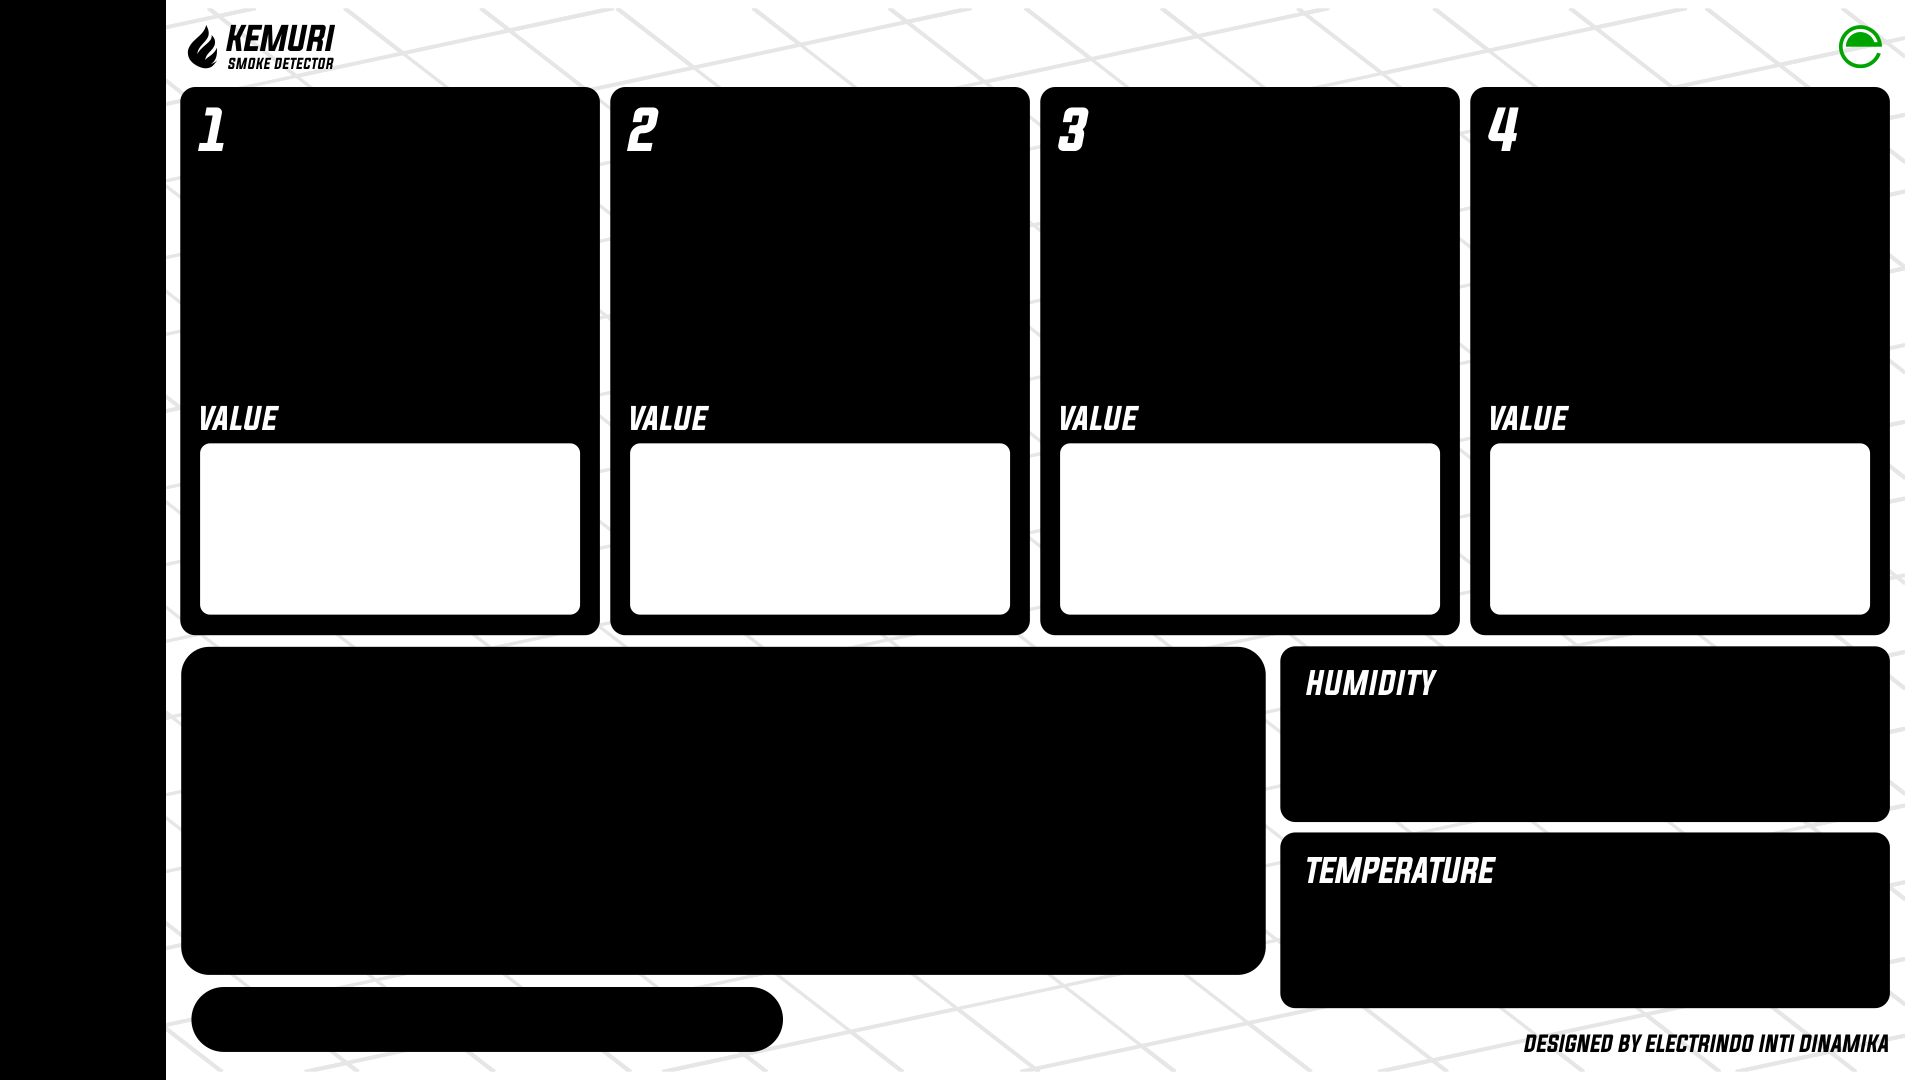 KEMURI
SMOKE DETECTOR
1
2
3
4
VALUE
VALUE
VALUE
VALUE
HUMIDITY
TEMPERATURE
DESIGNED BY ELECTRINDO INTI DINAMIKA